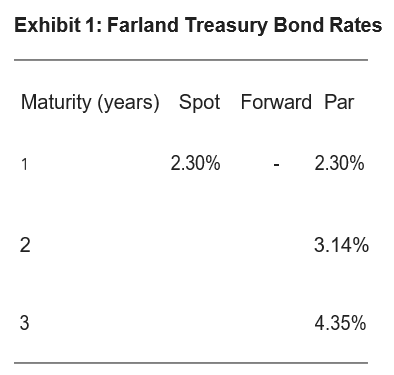 Exhibit 1: Farland Treasury Bond Rates
Maturity (years) Spot Forward Par
1 2.30% - 2.30%
2 3.14%
3 4.35%